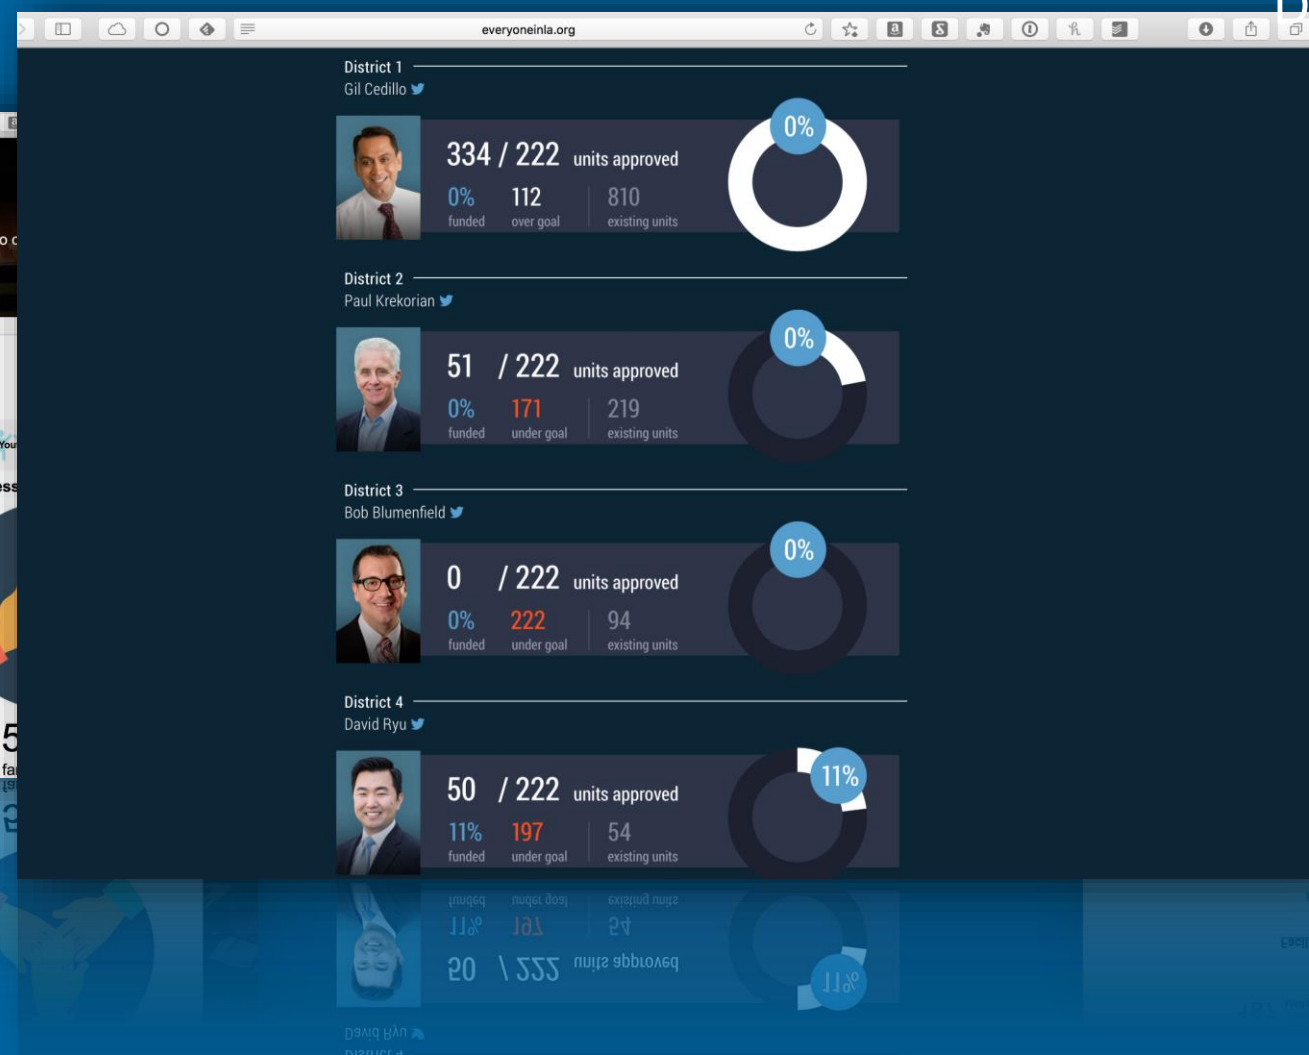 everyoneinla.org
District 1
Gil Cedillo
0%
334 / 222 units approved
0% 112 810
funded over goal existing units
District 2
Paul Krekorian
0%
51 / 222 units approved
0% 171 219
funded under goal existing units
District 3
Bob Blumenfield
0%
0 / 222 units approved
0% 222 94
funded under goal existing units
District 4
David Ryu
11%
50 / 222 units approved
11% 197 54
funded under goal existing units